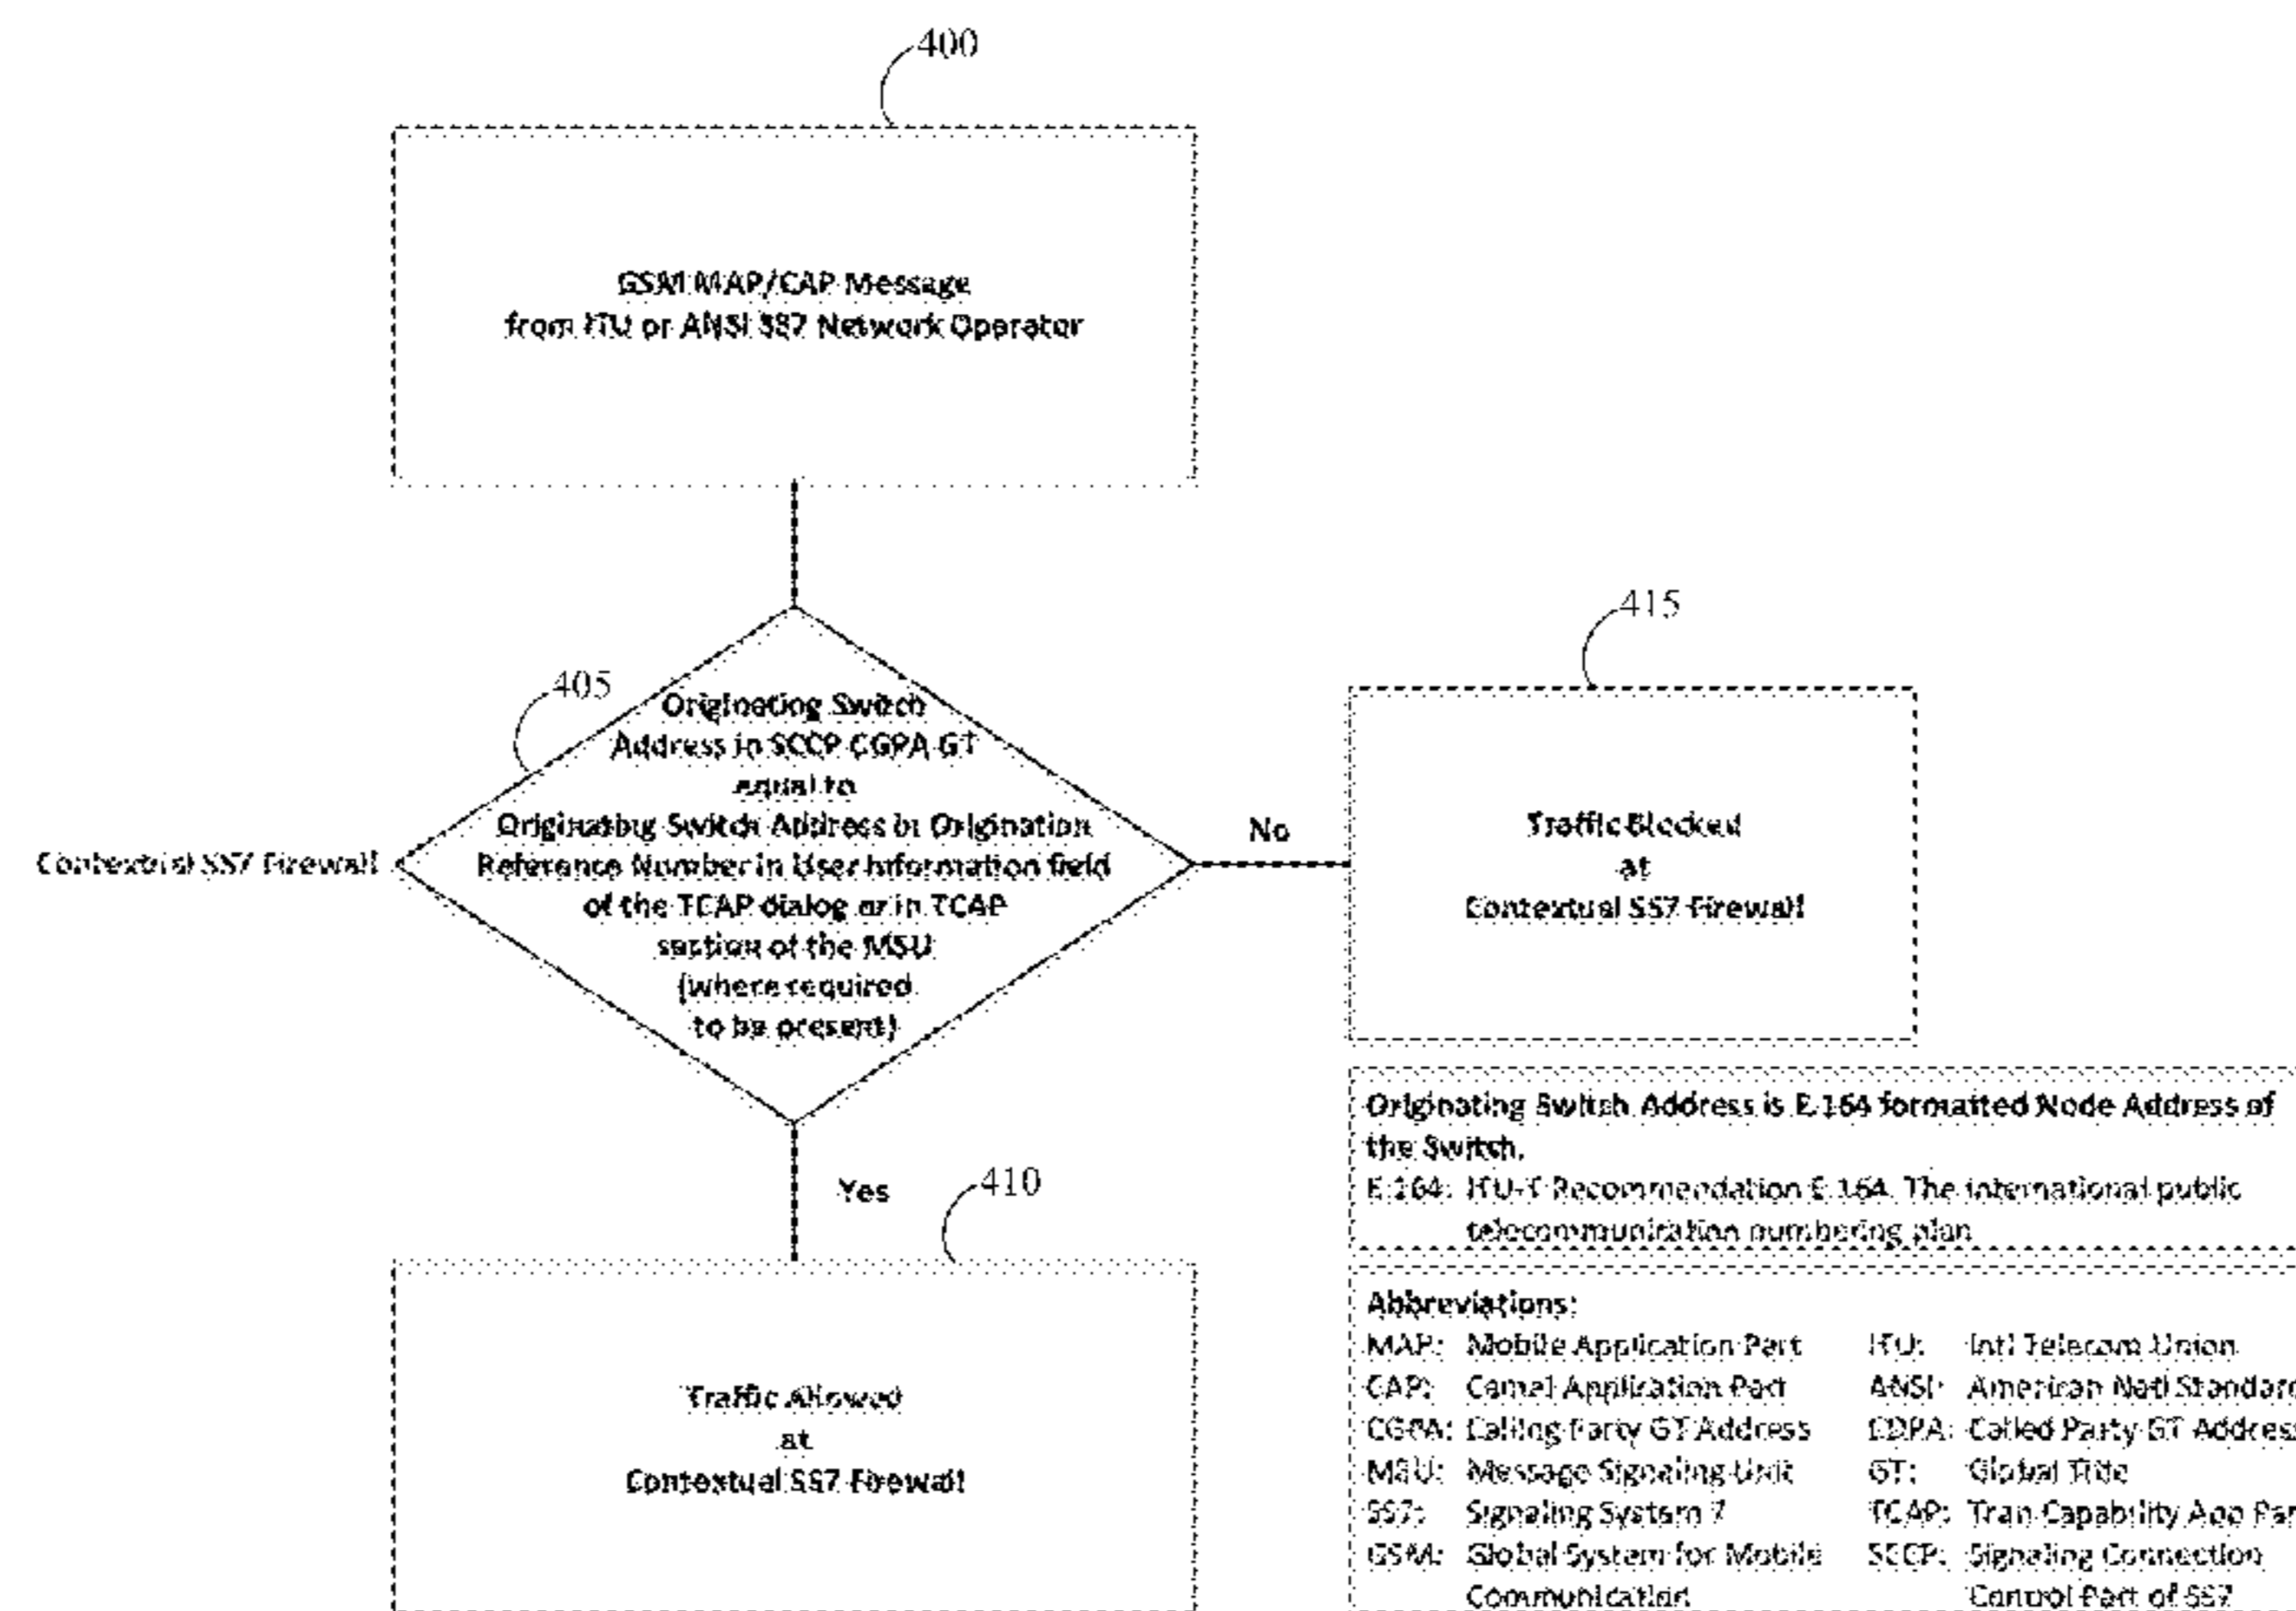 400
GSM MAP/CAP Message
from ITU or ANSI SS7 Network Operator
405
Originating Switch
Address in SCCP CGPA GT
equal to
Originating Switch Address in Origination
Reference Number in User Information field
of the TCAP dialog or in TCAP
section of the MSU
(where required
to be present)
Contextual SS7 Firewall
No
415
Traffic Blocked
at
Contextual SS7 Firewall
Yes
410
Traffic Allowed
at
Contextual SS7 Firewall
Originating Switch Address is E.164 formatted Node Address of
the Switch.
E.164: ITU-T Recommendation E.164. The international public
telecommunication numbering plan
Abbreviations:
MAP: Mobile Application Part ITU: Intl Telecom Union
CAP: Camel Application Part ANSI: American Natl Standard
CGPA: Calling Party GT Address CDPA: Called Party GT Address
MSU: Message Signaling Unit GT: Global Title
SS7: Signaling System 7 TCAP: Tran Capability App Par
GSM: Global System for Mobile SCCP: Signaling Connection
Communication Control Part of SS7